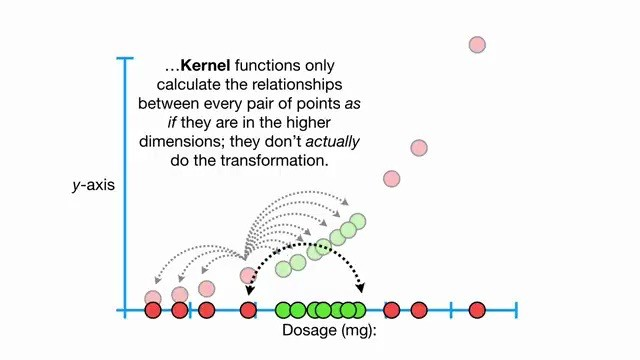 …Kernel functions only
calculate the relationships
between every pair of points as
if they are in the higher
dimensions; they don’t actually
do the transformation.
y-axis
Dosage (mg):